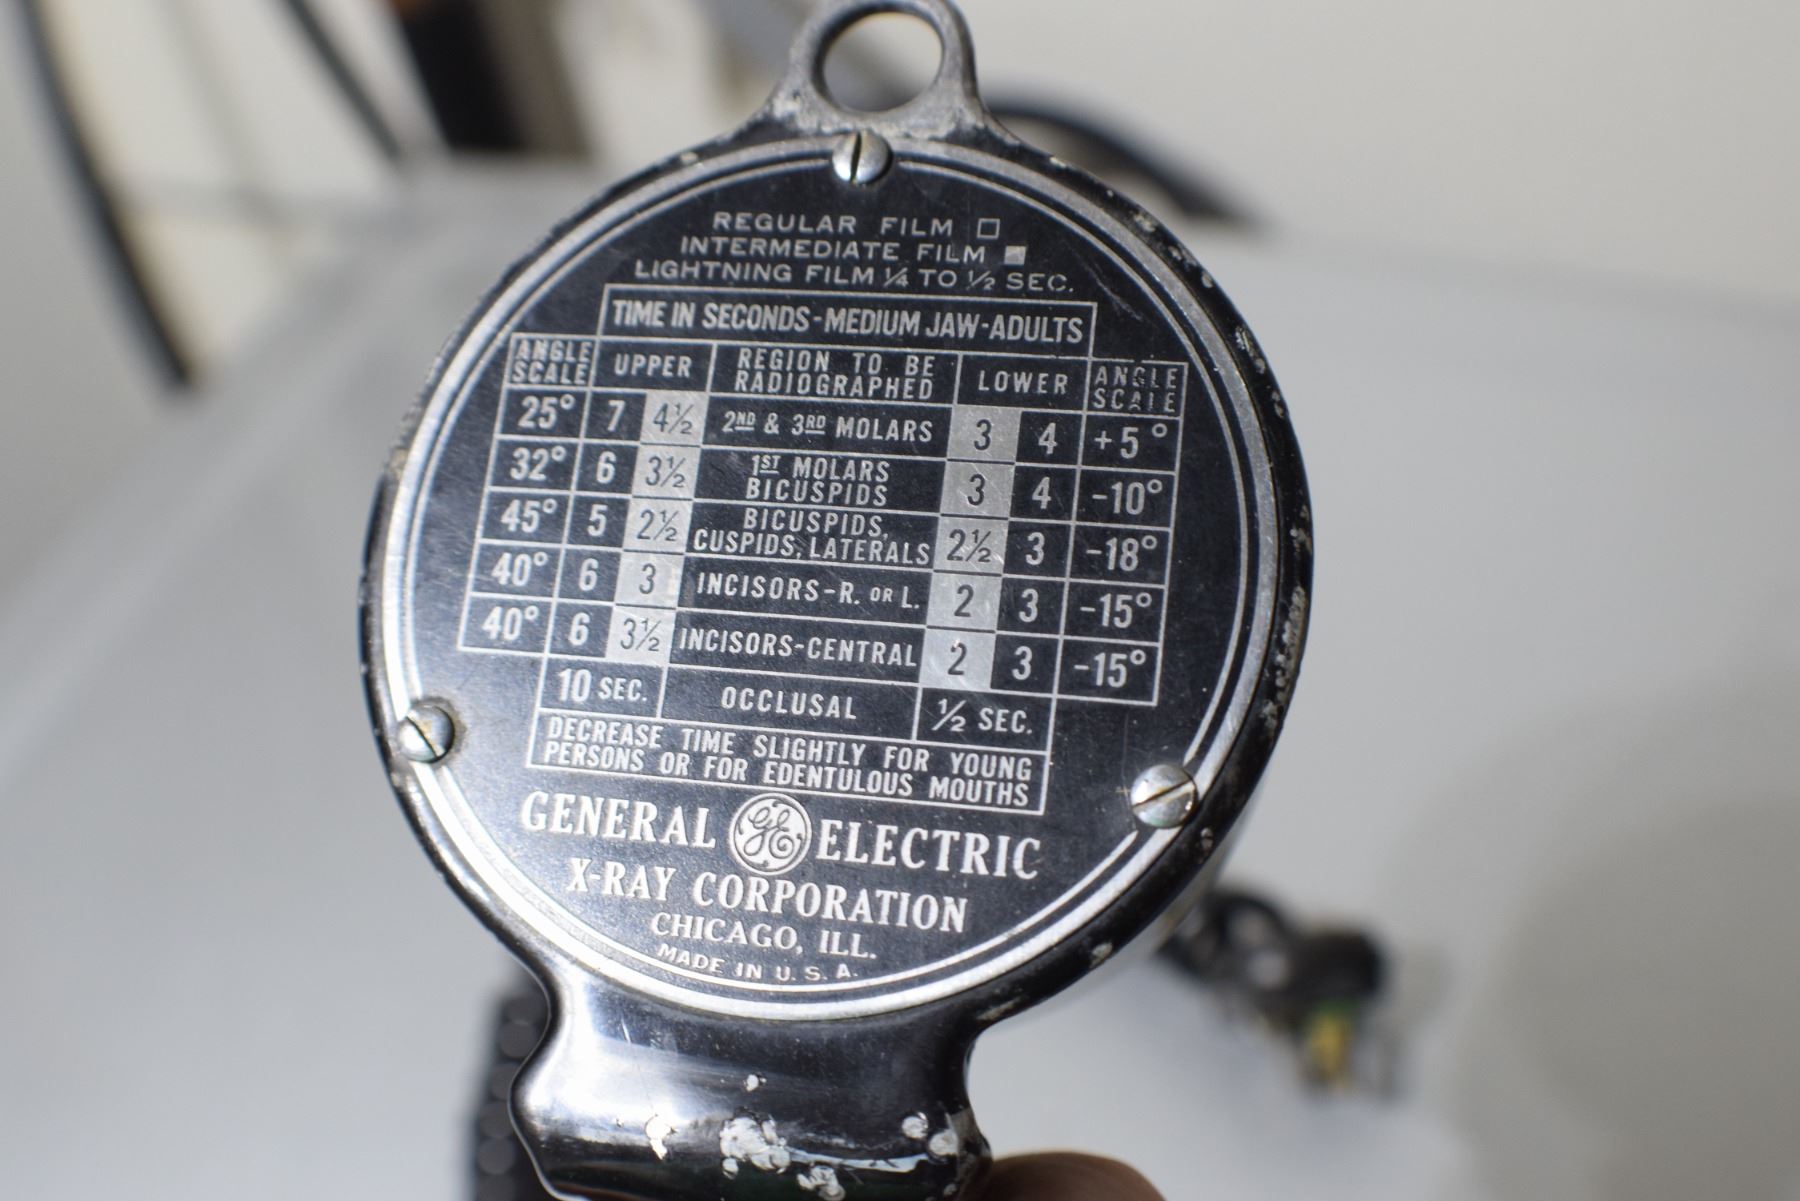 REGULAR FILM □
INTERMEDIATE FILM ■
LIGHTNING FILM ¼ TO ½ SEC.
TIME IN SECONDS-MEDIUM JAW-ADULTS
ANGLE SCALE UPPER REGION TO BE RADIOGRAPHED LOWER ANGLE SCALE
25° 7 4½ 2ND & 3RD MOLARS 3 4 +5°
32° 6 3½ 1ST MOLARS BICUSPIDS 3 4 -10°
45° 5 2½ BICUSPIDS, CUSPIDS, LATERALS 2½ 3 -18°
40° 6 3 INCISORS-R. OR L. 2 3 -15°
40° 6 3½ INCISORS-CENTRAL 2 3 -15°
10 SEC. OCCLUSAL ½ SEC.
DECREASE TIME SLIGHTLY FOR YOUNG
PERSONS OR FOR EDENTULOUS MOUTHS
GENERAL GE ELECTRIC
X-RAY CORPORATION
CHICAGO, ILL.
MADE IN U.S.A.